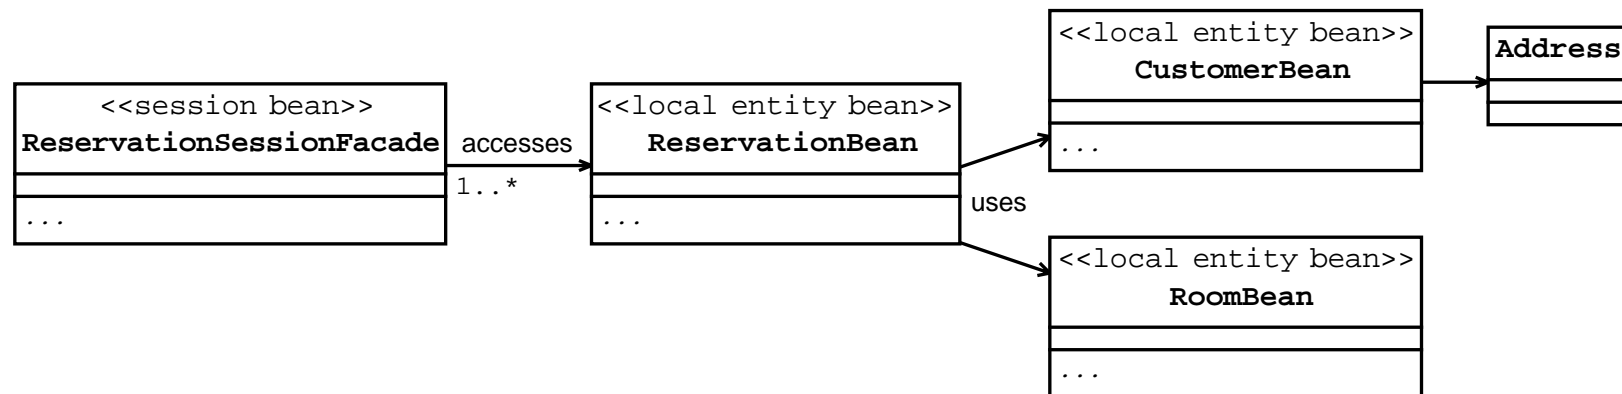 <<session bean>>
ReservationSessionFacade
...
accesses
1..*
<<local entity bean>>
ReservationBean
...
uses
<<local entity bean>>
CustomerBean
...
Address
<<local entity bean>>
RoomBean
...